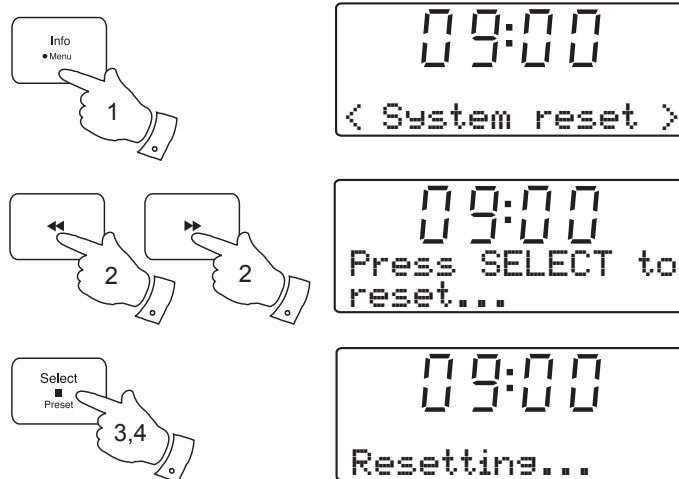 Info
• Menu
1
09:00
< System reset >
2
2
09:00
Press SELECT to
reset...
Select
Preset
3,4
09:00
Resetting...